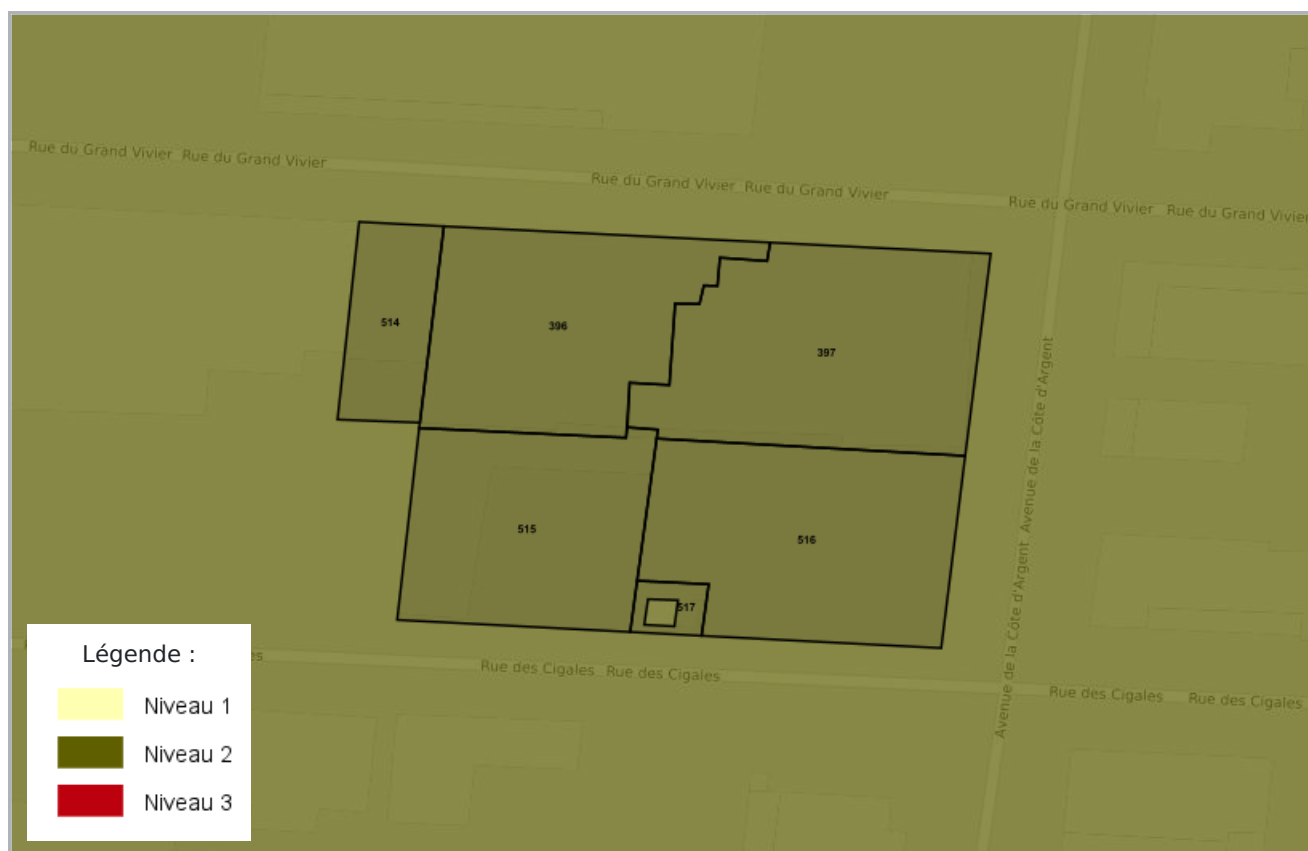 Rue du Grand Vivier Rue du Grand Vivier
Rue du Grand Vivier Rue du Grand Vivier
Rue du Grand Vivier Rue du Grand Vivier
514
396
397
Avenue de la Côte d'Argent Avenue de la Côte d'Argent
515
516
517
Rue des Cigales Rue des Cigales
Rue des Cigales Rue des Cigales
Légende :
Niveau 1
Niveau 2
Niveau 3